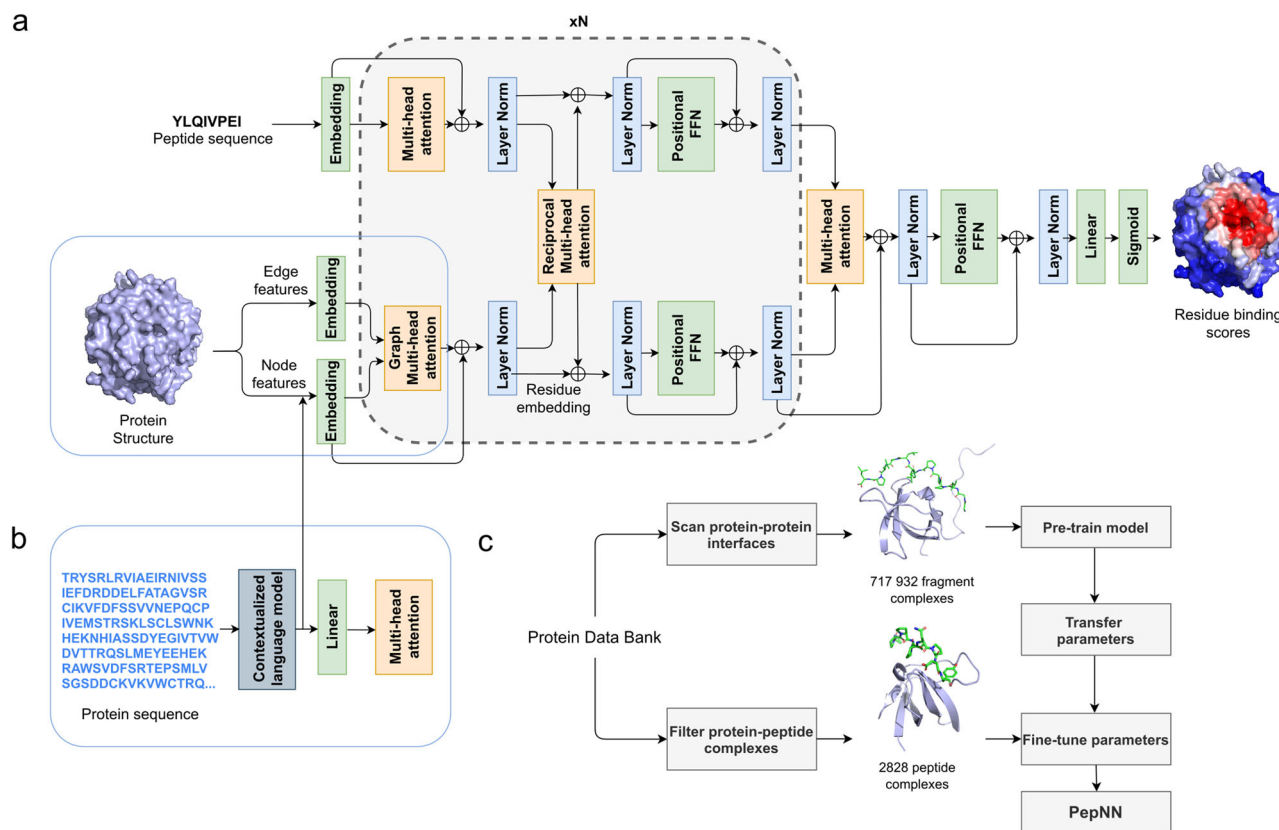 a
xN
YLQIVPEI
Peptide sequence
Embedding
Multi-head
attention
Layer Norm
Layer Norm
Positional
FFN
Layer Norm
Reciprocal
Multi-head
attention
Multi-head
attention
Layer Norm
Positional
FFN
Layer Norm
Linear
Sigmoid
Residue binding
scores
Protein
Structure
Edge
features
Node
features
Embedding
Embedding
Graph
Multi-head
attention
Layer Norm
Residue
embedding
Layer Norm
Positional
FFN
Layer Norm
b
TRYSRLRVIAEIRNIVSS
IEFDRDDELFATAGVSR
CIKVFDFSSVVNEPQCP
IVEMSTRSKLSCLSWNK
HEKNHIASSDYEGIVTVW
DVTTRQSLMEYEEHEK
RAWSVDFSRTEPSMLV
SGSDDCKVKVWCTRQ...
Protein sequence
Contextualized
language model
Linear
Multi-head
attention
c
Protein Data Bank
Scan protein-protein
interfaces
717 932 fragment
complexes
Pre-train model
Transfer
parameters
Filter protein-peptide
complexes
2828 peptide
complexes
Fine-tune parameters
PepNN